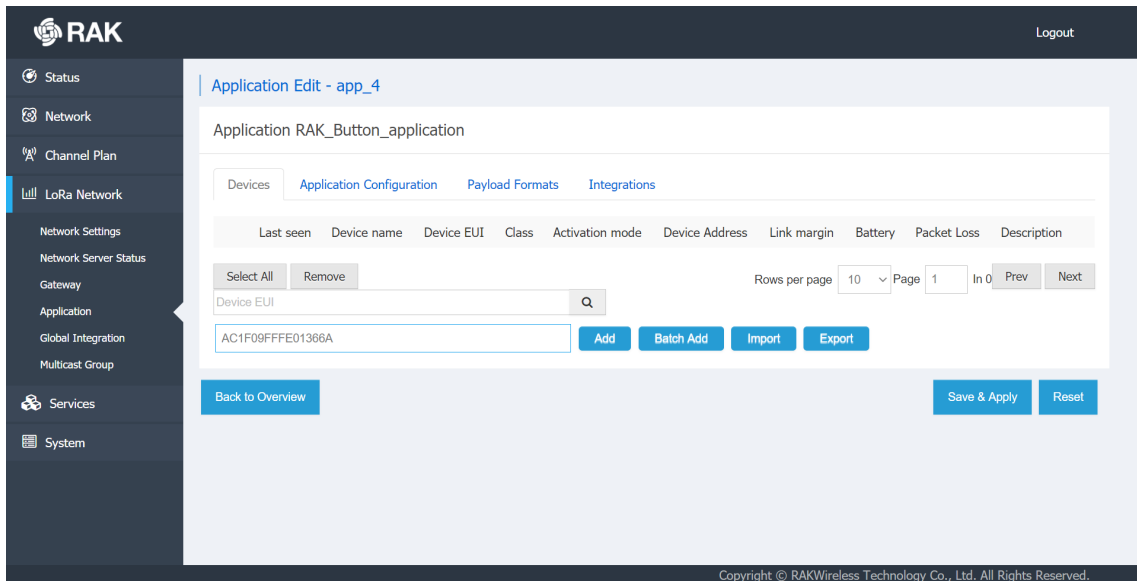 RAK
Logout
Status
Network
Channel Plan
LoRa Network
Network Settings
Network Server Status
Gateway
Application
Global Integration
Multicast Group
Services
System
Application Edit - app_4
Application RAK_Button_application
Devices Application Configuration Payload Formats Integrations
Last seen Device name Device EUI Class Activation mode Device Address Link margin Battery Packet Loss Description
Select All Remove Rows per page 10 Page 1 In 0 Prev Next
Device EUI
AC1F09FFFE01366A Add Batch Add Import Export
Back to Overview Save & Apply Reset
Copyright © RAKWireless Technology Co., Ltd. All Rights Reserved.